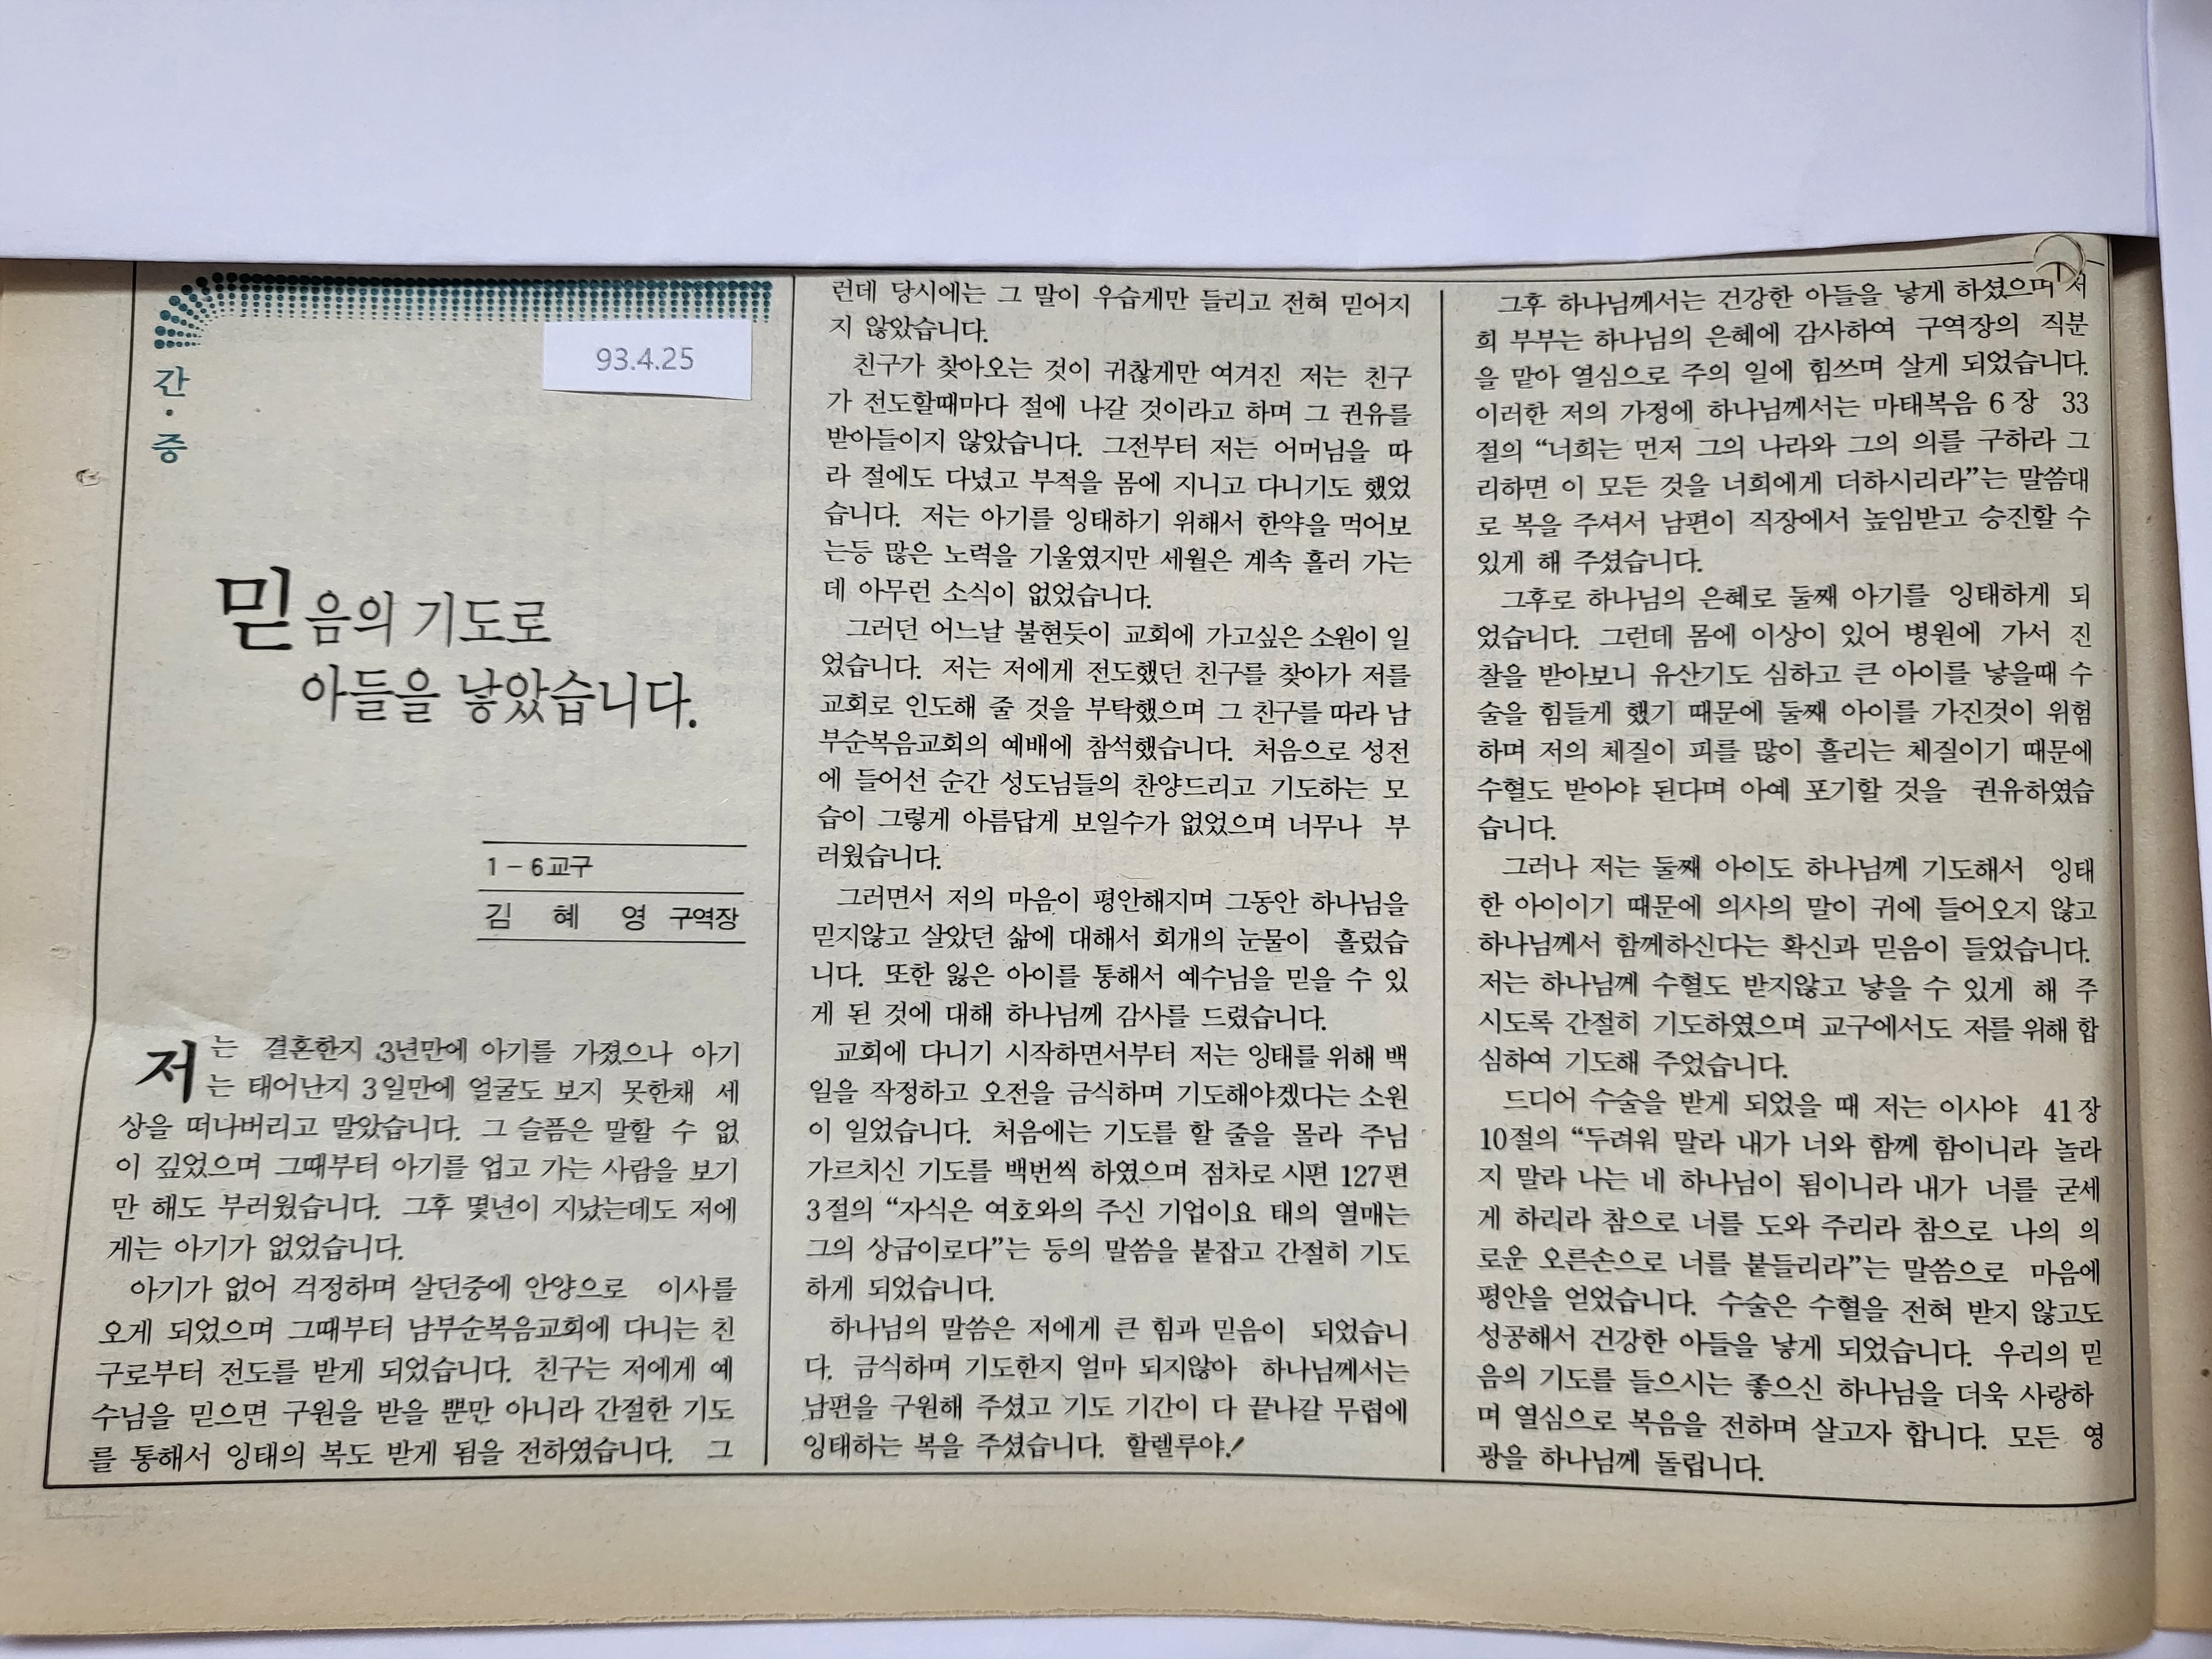 간·증
93.4.25
믿음의 기도로
아들을 낳았습니다.
1-6교구
김 혜 영 구역장
저는 결혼한지 3년만에 아기를 가졌으나 아기
는 태어난지 3일만에 얼굴도 보지 못한채 세
상을 떠나버리고 말았습니다. 그 슬픔은 말할 수 없
이 깊었으며 그때부터 아기를 업고 가는 사람을 보기
만 해도 부러웠습니다. 그후 몇년이 지났는데도 저에
게는 아기가 없었습니다.
아기가 없어 걱정하며 살던중에 안양으로 이사를
오게 되었으며 그때부터 남부순복음교회에 다니는 친
구로부터 전도를 받게 되었습니다. 친구는 저에게 예
수님을 믿으면 구원을 받을 뿐만 아니라 간절한 기도
를 통해서 잉태의 복도 받게 됨을 전하였습니다. 그
런데 당시에는 그 말이 우습게만 들리고 전혀 믿어지
지 않았습니다.
친구가 찾아오는 것이 귀찮게만 여겨진 저는 친구
가 전도할때마다 절에 나갈 것이라고 하며 그 권유를
받아들이지 않았습니다. 그전부터 저는 어머님을 따
라 절에도 다녔고 부적을 몸에 지니고 다니기도 했었
습니다. 저는 아기를 잉태하기 위해서 한약을 먹어보
는등 많은 노력을 기울였지만 세월은 계속 흘러 가는
데 아무런 소식이 없었습니다.
그러던 어느날 불현듯이 교회에 가고싶은 소원이 일
었습니다. 저는 저에게 전도했던 친구를 찾아가 저를
교회로 인도해 줄 것을 부탁했으며 그 친구를 따라 남
부순복음교회의 예배에 참석했습니다. 처음으로 성전
에 들어선 순간 성도님들의 찬양드리고 기도하는 모
습이 그렇게 아름답게 보일수가 없었으며 너무나 부
러웠습니다.
그러면서 저의 마음이 평안해지며 그동안 하나님을
믿지않고 살았던 삶에 대해서 회개의 눈물이 흘렀습
니다. 또한 잃은 아이를 통해서 예수님을 믿을 수 있
게 된 것에 대해 하나님께 감사를 드렸습니다.
교회에 다니기 시작하면서부터 저는 잉태를 위해 백
일을 작정하고 오전을 금식하며 기도해야겠다는 소원
이 일었습니다. 처음에는 기도를 할 줄을 몰라 주님
가르치신 기도를 백번씩 하였으며 점차로 시편 127편
3절의 “자식은 여호와의 주신 기업이요 태의 열매는
그의 상급이로다”는 등의 말씀을 붙잡고 간절히 기도
하게 되었습니다.
하나님의 말씀은 저에게 큰 힘과 믿음이 되었습니
다. 금식하며 기도한지 얼마 되지않아 하나님께서는
남편을 구원해 주셨고 기도 기간이 다 끝나갈 무렵에
잉태하는 복을 주셨습니다. 할렐루야!
그후 하나님께서는 건강한 아들을 낳게 하셨으며 저
희 부부는 하나님의 은혜에 감사하여 구역장의 직분
을 맡아 열심으로 주의 일에 힘쓰며 살게 되었습니다.
이러한 저의 가정에 하나님께서는 마태복음 6장 33
절의 “너희는 먼저 그의 나라와 그의 의를 구하라 그
리하면 이 모든 것을 너희에게 더하시리라”는 말씀대
로 복을 주셔서 남편이 직장에서 높임받고 승진할 수
있게 해 주셨습니다.
그후로 하나님의 은혜로 둘째 아기를 잉태하게 되
었습니다. 그런데 몸에 이상이 있어 병원에 가서 진
찰을 받아보니 유산기도 심하고 큰 아이를 낳을때 수
술을 힘들게 했기 때문에 둘째 아이를 가진것이 위험
하며 저의 체질이 피를 많이 흘리는 체질이기 때문에
수혈도 받아야 된다며 아예 포기할 것을 권유하였습
습니다.
그러나 저는 둘째 아이도 하나님께 기도해서 잉태
한 아이이기 때문에 의사의 말이 귀에 들어오지 않고
하나님께서 함께하신다는 확신과 믿음이 들었습니다.
저는 하나님께 수혈도 받지않고 낳을 수 있게 해 주
시도록 간절히 기도하였으며 교구에서도 저를 위해 합
심하여 기도해 주었습니다.
드디어 수술을 받게 되었을 때 저는 이사야 41장
10절의 “두려워 말라 내가 너와 함께 함이니라 놀라
지 말라 나는 네 하나님이 됨이니라 내가 너를 굳세
게 하리라 참으로 너를 도와 주리라 참으로 나의 의
로운 오른손으로 너를 붙들리라”는 말씀으로 마음에
평안을 얻었습니다. 수술은 수혈을 전혀 받지 않고도
성공해서 건강한 아들을 낳게 되었습니다. 우리의 믿
음의 기도를 들으시는 좋으신 하나님을 더욱 사랑하
며 열심으로 복음을 전하며 살고자 합니다. 모든 영
광을 하나님께 돌립니다.